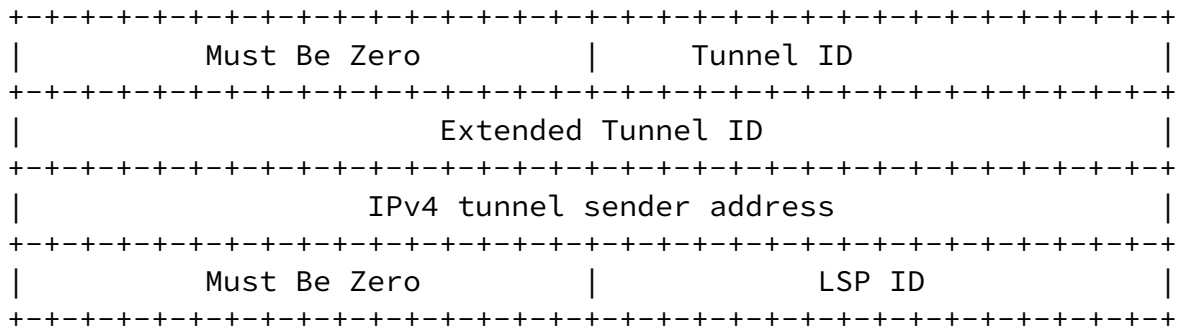 +-+-+-+-+-+-+-+-+-+-+-+-+-+-+-+-+-+-+-+-+-+-+-+-+-+-+-+-+-+-+-+-+
|          Must Be Zero         |     Tunnel ID                 |
+-+-+-+-+-+-+-+-+-+-+-+-+-+-+-+-+-+-+-+-+-+-+-+-+-+-+-+-+-+-+-+-+
|                       Extended Tunnel ID                      |
+-+-+-+-+-+-+-+-+-+-+-+-+-+-+-+-+-+-+-+-+-+-+-+-+-+-+-+-+-+-+-+-+
|                   IPv4 tunnel sender address                  |
+-+-+-+-+-+-+-+-+-+-+-+-+-+-+-+-+-+-+-+-+-+-+-+-+-+-+-+-+-+-+-+-+
|          Must Be Zero         |            LSP ID             |
+-+-+-+-+-+-+-+-+-+-+-+-+-+-+-+-+-+-+-+-+-+-+-+-+-+-+-+-+-+-+-+-+